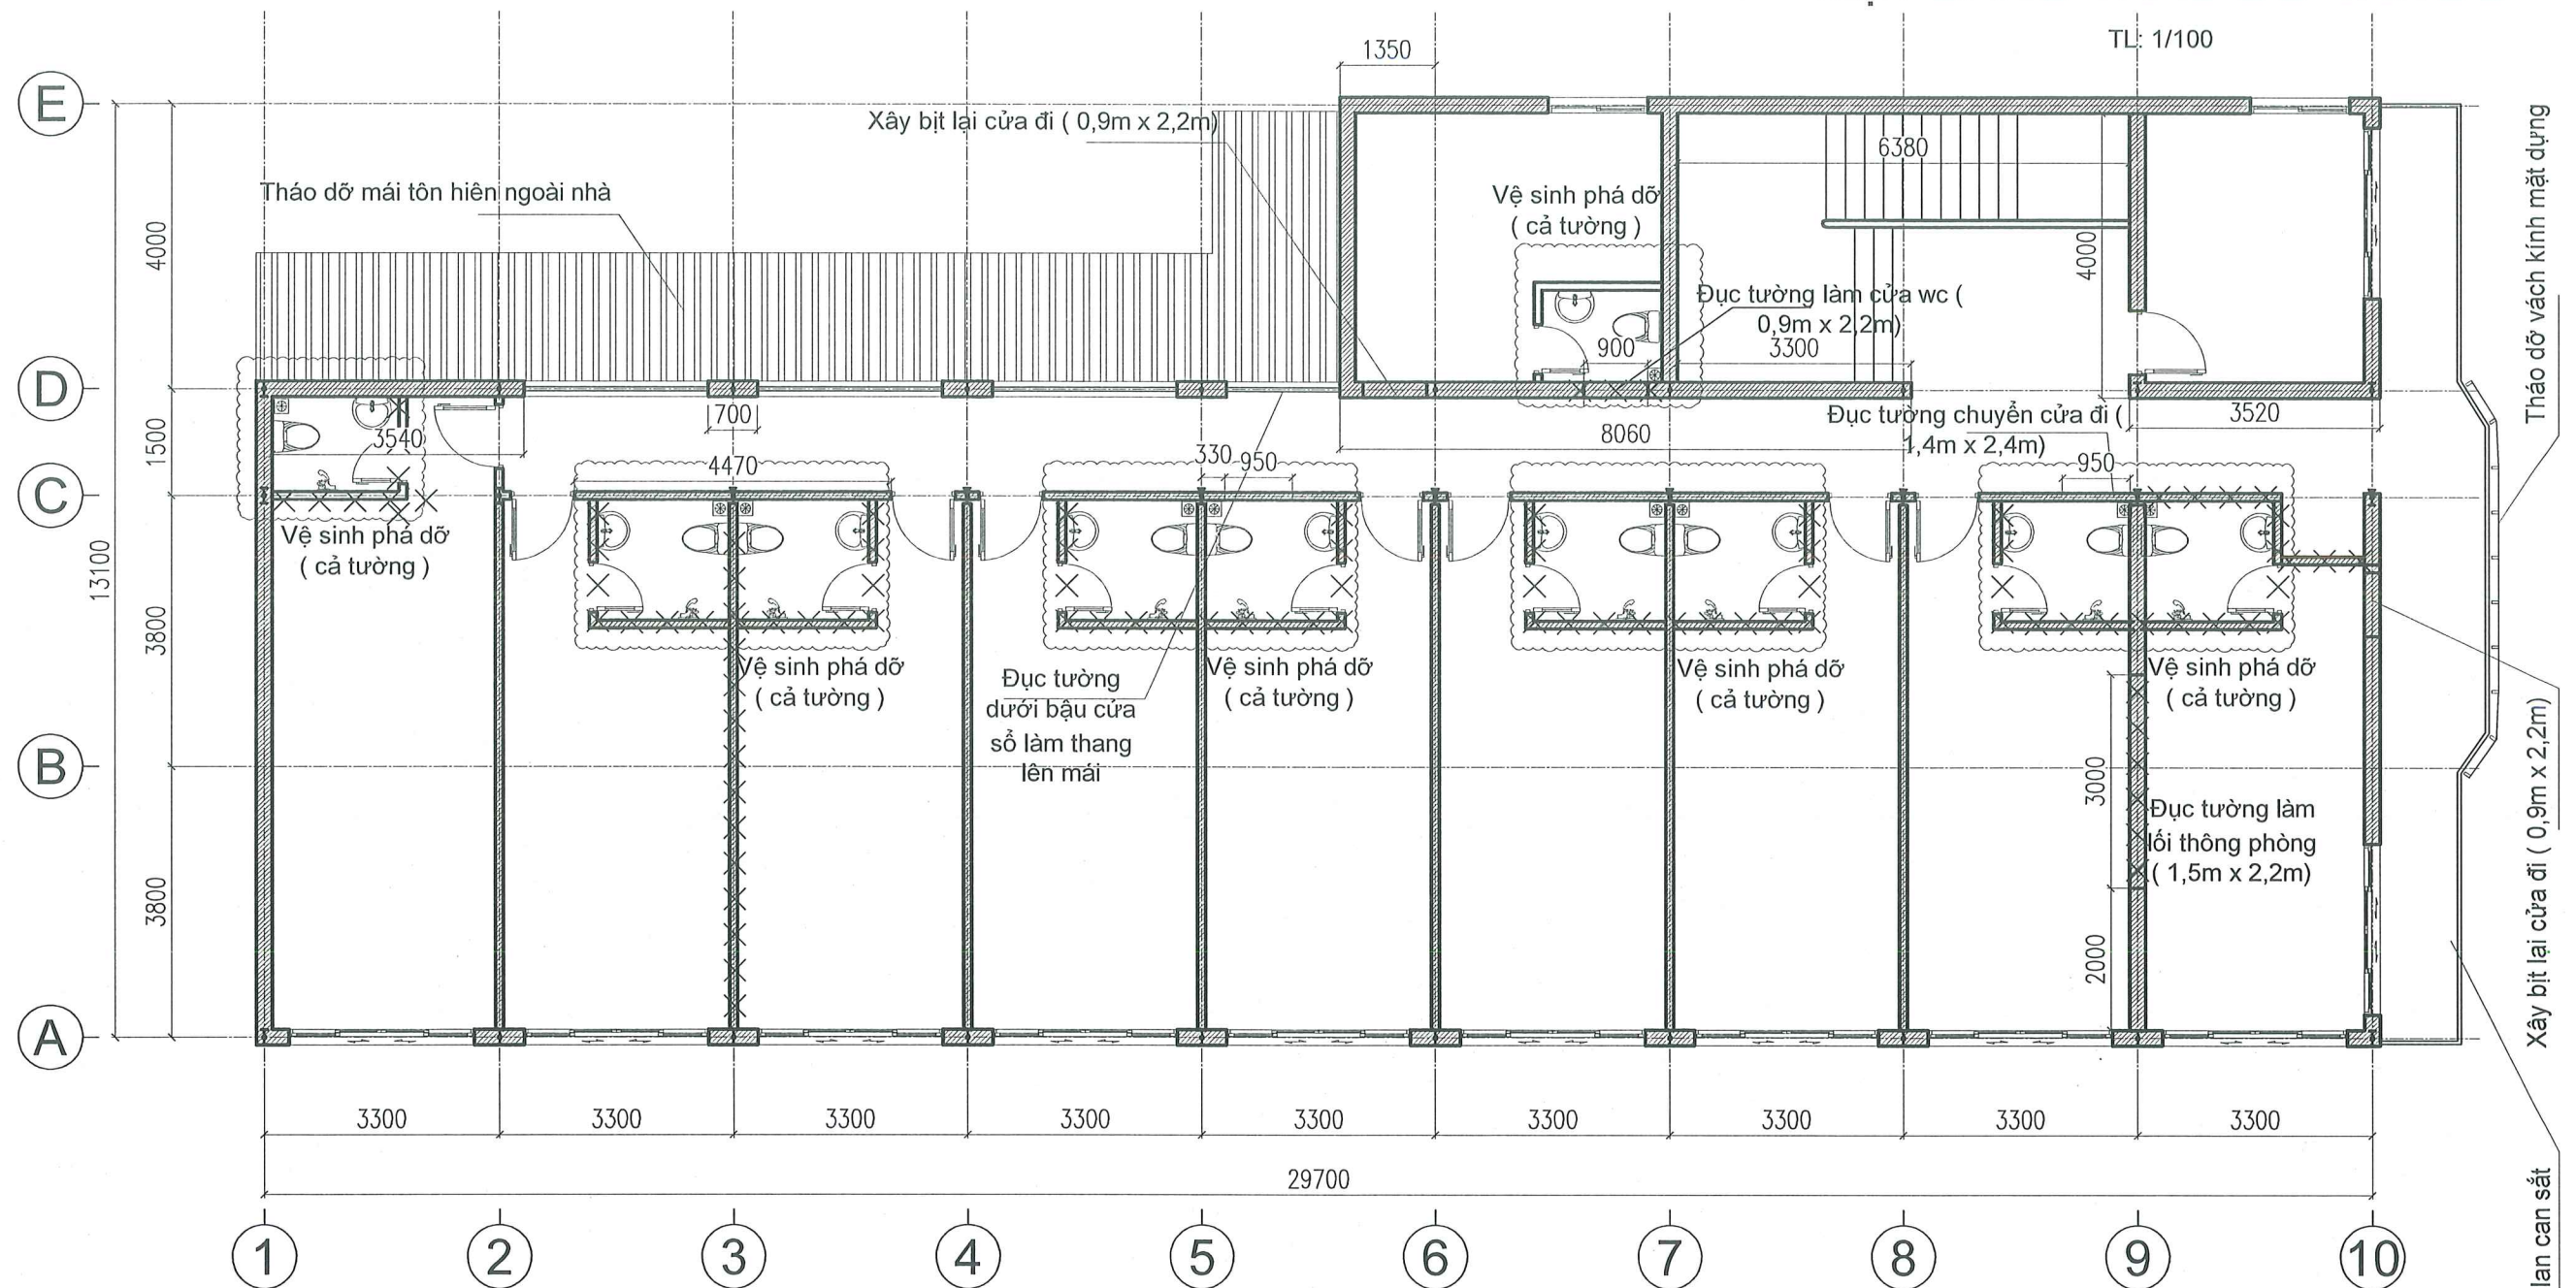 TL: 1/100
1350
E
Xây bịt lại cửa đi ( 0,9m x 2,2m)
6380
Tháo dỡ mái tôn hiên ngoài nhà
Vệ sinh phá dỡ
( cả tường )
4000
4000
Đục tường làm cửa wc (
0,9m x 2,2m)
900
3300
Tháo dỡ vách kính mặt dựng
D
700
3540
1500
8060
Đục tường chuyển cửa đi (
1,4m x 2,4m)
3520
4470
330
950
950
C
Vệ sinh phá dỡ
( cả tường )
13100
3800
Vệ sinh phá dỡ
( cả tường )
Đục tường
dưới bậu cửa
sổ làm thang
lên mái
Vệ sinh phá dỡ
( cả tường )
Vệ sinh phá dỡ
( cả tường )
Vệ sinh phá dỡ
( cả tường )
B
3000
Đục tường làm
lối thông phòng
( 1,5m x 2,2m)
Xây bịt lại cửa đi ( 0,9m x 2,2m)
3800
2000
A
3300
3300
3300
3300
3300
3300
3300
3300
3300
29700
lan can sắt
1
2
3
4
5
6
7
8
9
10